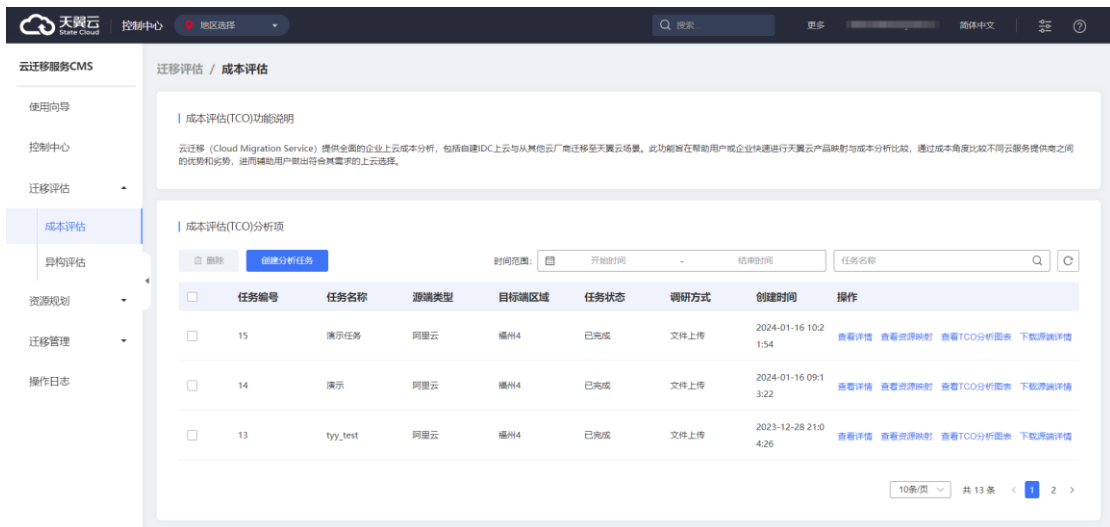 天翼云 控制中心 地区选择 搜索... 更多 简体中文
State Cloud
云迁移服务CMS
使用向导
控制中心
迁移评估
成本评估
异构评估
资源规划
迁移管理
操作日志
迁移评估 / 成本评估
成本评估(TCO)功能说明
云迁移（Cloud Migration Service）提供全面的企业上云成本分析，包括自建IDC上云与从其他云厂商迁移至天翼云场景。此功能旨在帮助用户或企业快速进行天翼云产品映射与成本分析比较，通过成本角度比较不同云服务提供商之间
的优势和劣势，进而辅助用户做出符合其需求的上云选择。
成本评估(TCO)分析项
删除 创建分析任务 时间范围: 开始时间 - 结束时间 任务名称
任务编号 任务名称 源端类型 目标端区域 任务状态 调研方式 创建时间 操作
15 演示任务 阿里云 福州4 已完成 文件上传 2024-01-16 10:2 查看详情 查看资源映射 查看TCO分析图表 下载源端详情
1:54
14 演示 阿里云 福州4 已完成 文件上传 2024-01-16 09:1 查看详情 查看资源映射 查看TCO分析图表 下载源端详情
3:22
13 tyy_test 阿里云 福州4 已完成 文件上传 2023-12-28 21:0 查看详情 查看资源映射 查看TCO分析图表 下载源端详情
4:26
10条/页 共 13 条 < 1 2 >